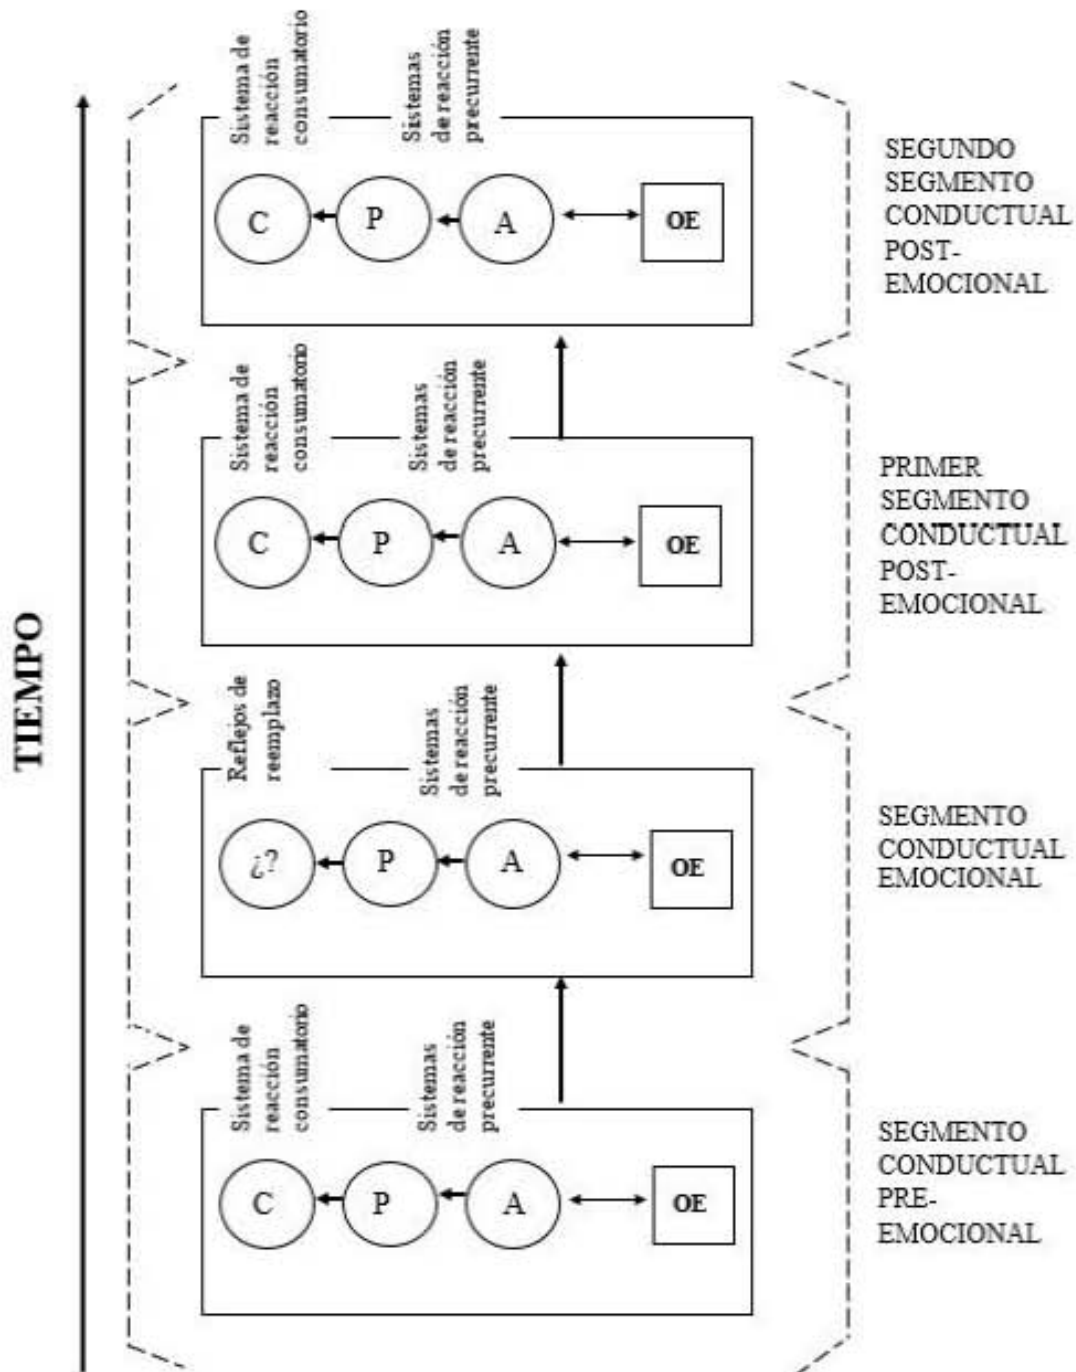 TIEMPO
Sistema de
reacción
consumatorio
Sistemas
de reacción
precurrente
C
P
A
OE
SEGUNDO
SEGMENTO
CONDUCTUAL
POST-
EMOCIONAL
Sistema de
reacción
consumatorio
Sistemas
de reacción
precurrente
C
P
A
OE
PRIMER
SEGMENTO
CONDUCTUAL
POST-
EMOCIONAL
Reflejos de
reemplazo
Sistemas
de reacción
precurrente
¿?
P
A
OE
SEGMENTO
CONDUCTUAL
EMOCIONAL
Sistema de
reacción
consumatorio
Sistemas
de reacción
precurrente
C
P
A
OE
SEGMENTO
CONDUCTUAL
PRE-
EMOCIONAL